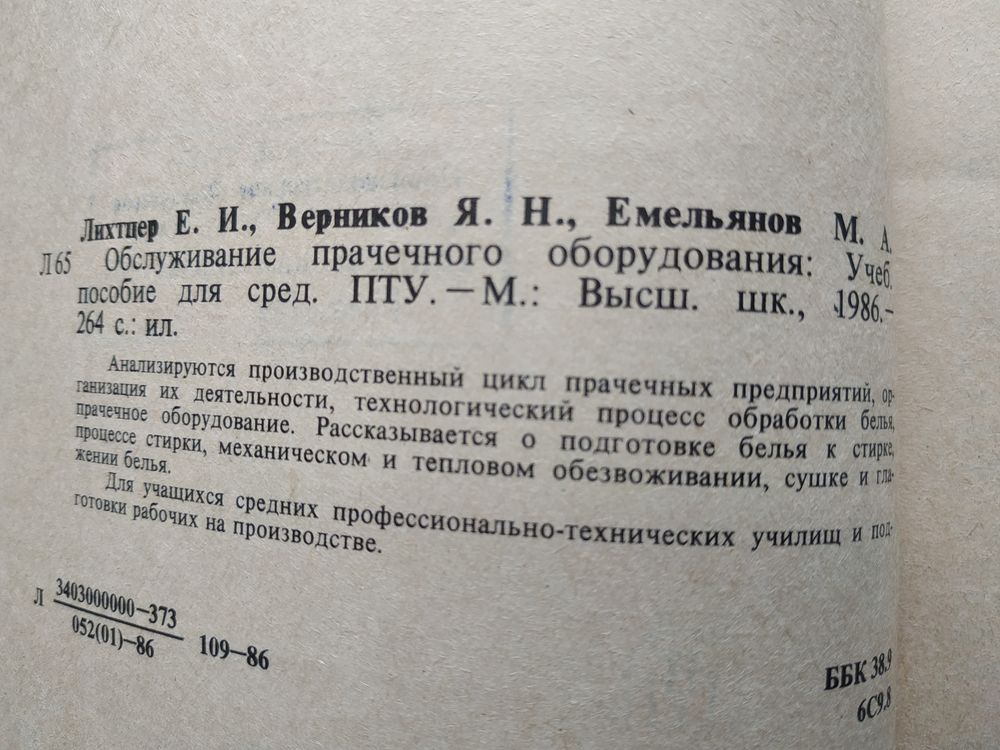 Лихтцер Е. И., Верников Я. Н., Емельянов М. А.
Л65 Обслуживание прачечного оборудования: Учеб.
пособие для сред. ПТУ. — М.: Высш. шк., 1986.—
264 с.: ил.
Анализируются производственный цикл прачечных предприятий, ор-
ганизация их деятельности, технологический процесс обработки белья,
прачечное оборудование. Рассказывается о подготовке белья к стирке,
процессе стирки, механическом и тепловом обезвоживании, сушке и гла-
жении белья.
Для учащихся средних профессионально-технических училищ и под-
готовки рабочих на производстве.
Л 3403000000—373
052(01)—86 109—86
ББК 38.9
6С9.8